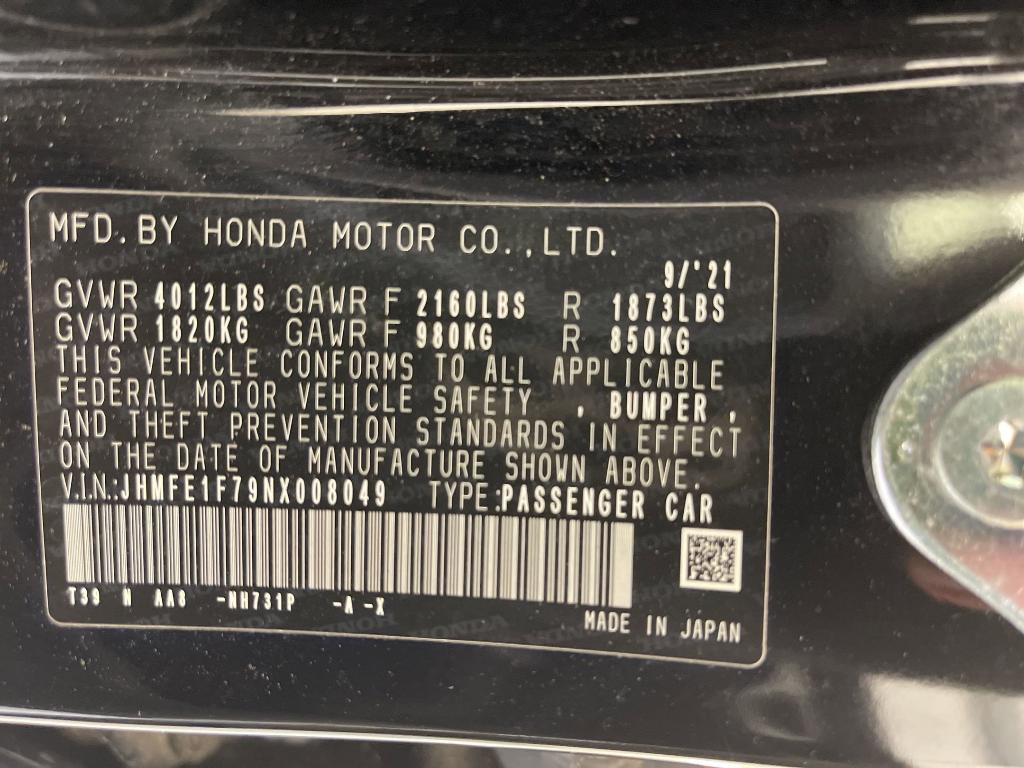 MFD. BY HONDA MOTOR CO., LTD.
9/'21
GVWR 4012LBS GAWR F 2160LBS R 1873LBS
GVWR 1820KG GAWR F 980KG R 850KG
THIS VEHICLE CONFORMS TO ALL APPLICABLE
FEDERAL MOTOR VEHICLE SAFETY , BUMPER ,
AND THEFT PREVENTION STANDARDS IN EFFECT
ON THE DATE OF MANUFACTURE SHOWN ABOVE.
V.I.N.:JHMFE1F79NX008049 TYPE:PASSENGER CAR
T39 N AA8 -NH731P -A -X
MADE IN JAPAN